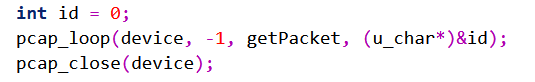 int id = 0;
pcap_loop(device, -1, getPacket, (u_char*)&id);
pcap_close(device);